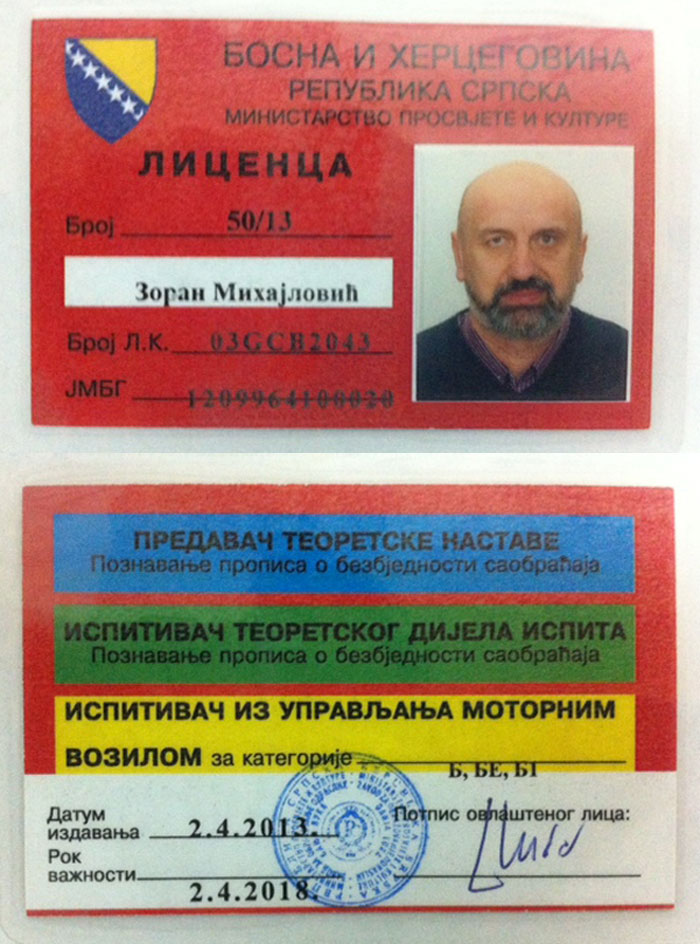 БОСНА И ХЕРЦЕГОВИНА
РЕПУБЛИКА СРПСКА
МИНИСТАРСТВО ПРОСВЈЕТЕ И КУЛТУРЕ
ЛИЦЕНЦА
Број 50/13
Зоран Михајловић
Број Л.К. 03GCB2043
ЈМБГ 1209964100020
ПРЕДАВАЧ ТЕОРЕТСКЕ НАСТАВЕ
Познавање прописа о безбједности саобраћаја
ИСПИТИВАЧ ТЕОРЕТСКОГ ДИЈЕЛА ИСПИТА
Познавање прописа о безбједности саобраћаја
ИСПИТИВАЧ ИЗ УПРАВЉАЊА МОТОРНИМ
ВОЗИЛОМ за категорије Б, БЕ, Б1
Датум
издавања 2.4.2013.
Потпис овлаштеног лица:
Рок
важности 2.4.2018.